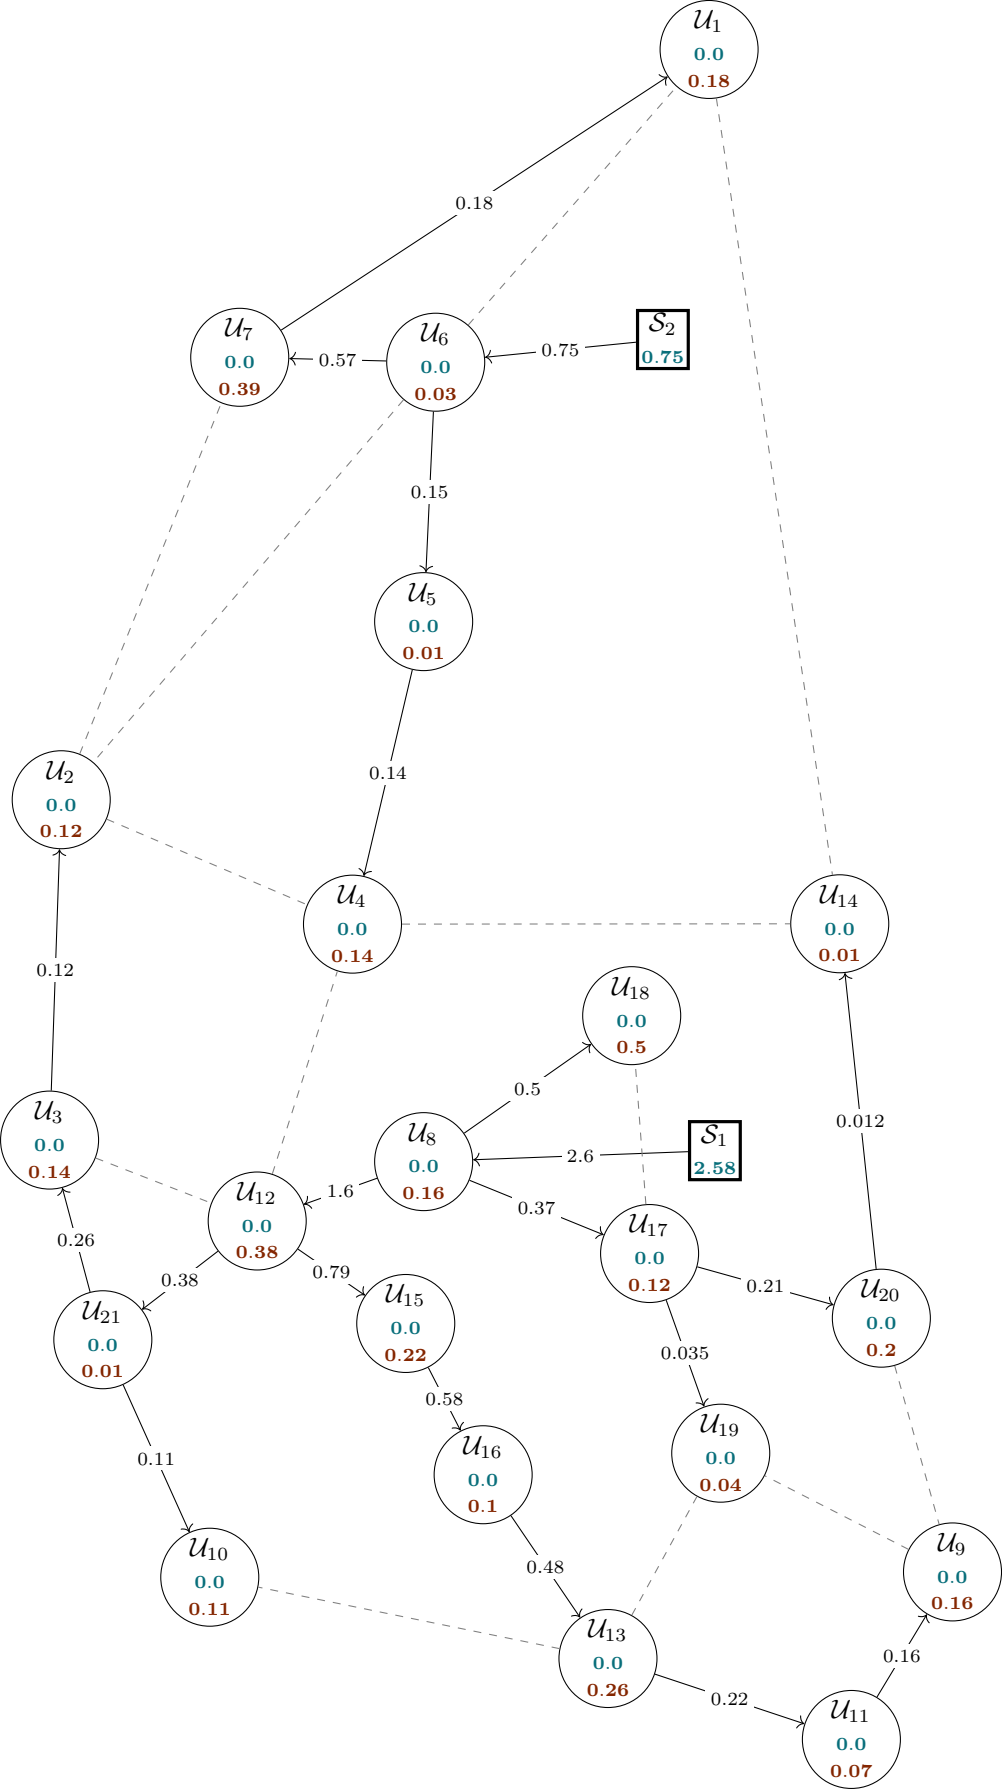 𝒰₁
0.0
0.18
0.18
𝒰₇
0.0
0.39
0.57
𝒰₆
0.0
0.03
0.75
𝒮₂
0.75
0.15
𝒰₅
0.0
0.01
0.14
𝒰₂
0.0
0.12
𝒰₄
0.0
0.14
𝒰₁₄
0.0
0.01
0.12
𝒰₁₈
0.0
0.5
0.5
0.012
𝒰₃
0.0
0.14
𝒰₈
0.0
0.16
2.6
𝒮₁
2.58
𝒰₁₂
0.0
0.38
1.6
0.37
𝒰₁₇
0.0
0.12
0.26
0.38
0.79
0.21
𝒰₂₁
0.0
0.01
𝒰₁₅
0.0
0.22
0.035
𝒰₂₀
0.0
0.2
0.58
𝒰₁₉
0.0
0.04
0.11
𝒰₁₆
0.0
0.1
𝒰₁₀
0.0
0.11
0.48
𝒰₉
0.0
0.16
𝒰₁₃
0.0
0.26
0.16
0.22
𝒰₁₁
0.0
0.07